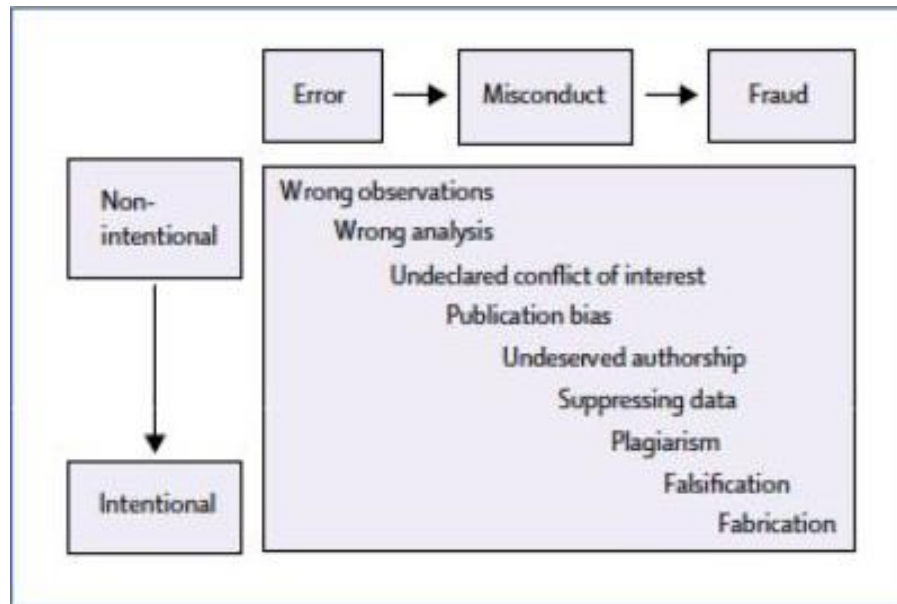 Error
Misconduct
Fraud
Non-
intentional
Wrong observations
Wrong analysis
Undeclared conflict of interest
Publication bias
Undeserved authorship
Suppressing data
Plagiarism
Falsification
Fabrication
Intentional